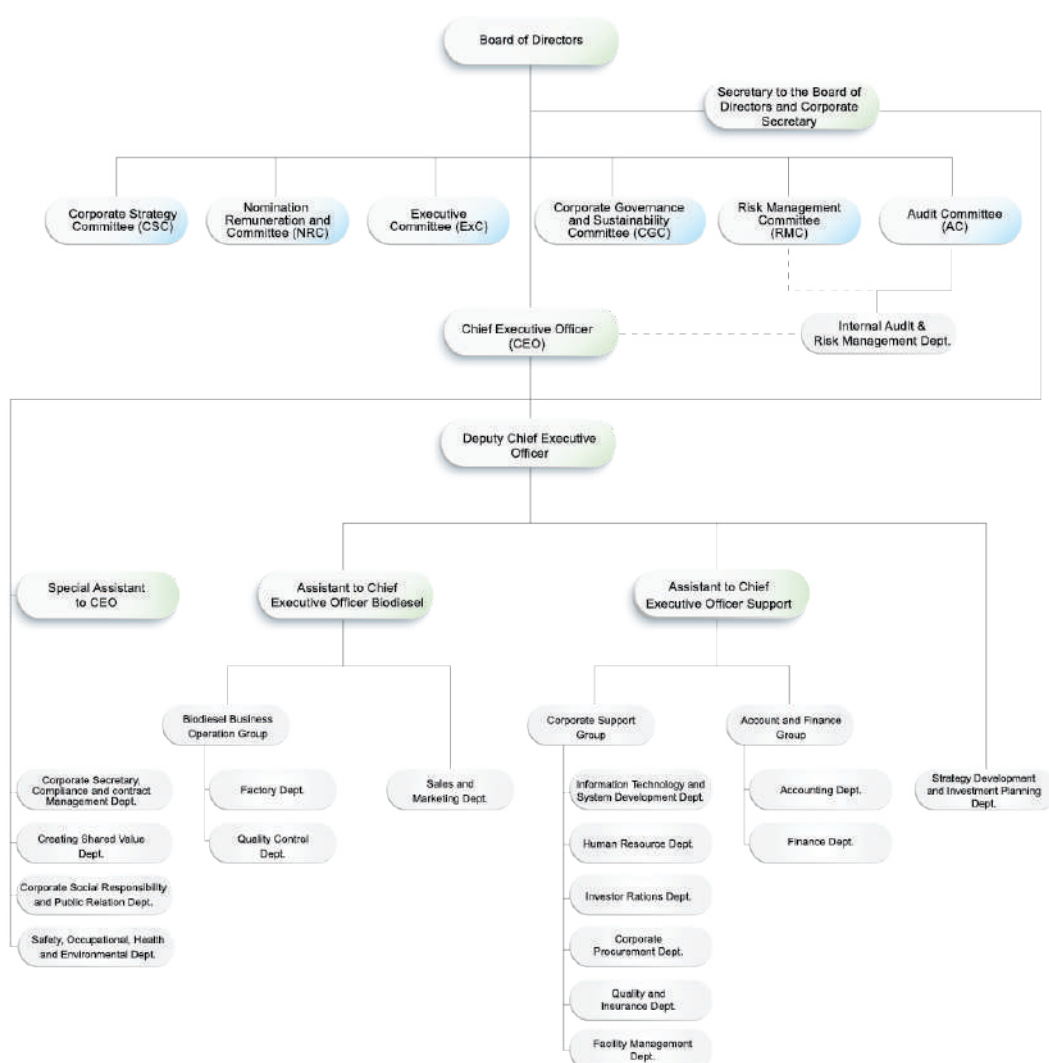 Board of Directors
Secretary to the Board of
Directors and Corporate
Secretary
Corporate Strategy
Committee (CSC)
Nomination
Remuneration and
Committee (NRC)
Executive
Committee (ExC)
Corporate Governance
and Sustainability
Committee (CGC)
Risk Management
Committee
(RMC)
Audit Committee
(AC)
Chief Executive Officer
(CEO)
Internal Audit &
Risk Management Dept.
Deputy Chief Executive
Officer
Special Assistant
to CEO
Assistant to Chief
Executive Officer Biodiesel
Assistant to Chief
Executive Officer Support
Biodiesel Business
Operation Group
Corporate Support
Group
Account and Finance
Group
Corporate Secretary,
Compliance and contract
Management Dept.
Creating Shared Value
Dept.
Corporate Social Responsibility
and Public Relation Dept.
Safety, Occupational, Health
and Environmental Dept.
Factory Dept.
Quality Control
Dept.
Sales and
Marketing Dept.
Information Technology and
System Development Dept.
Human Resource Dept.
Investor Rations Dept.
Corporate
Procurement Dept.
Quality and
Insurance Dept.
Facility Management
Dept.
Accounting Dept.
Finance Dept.
Strategy Development
and Investment Planning
Dept.